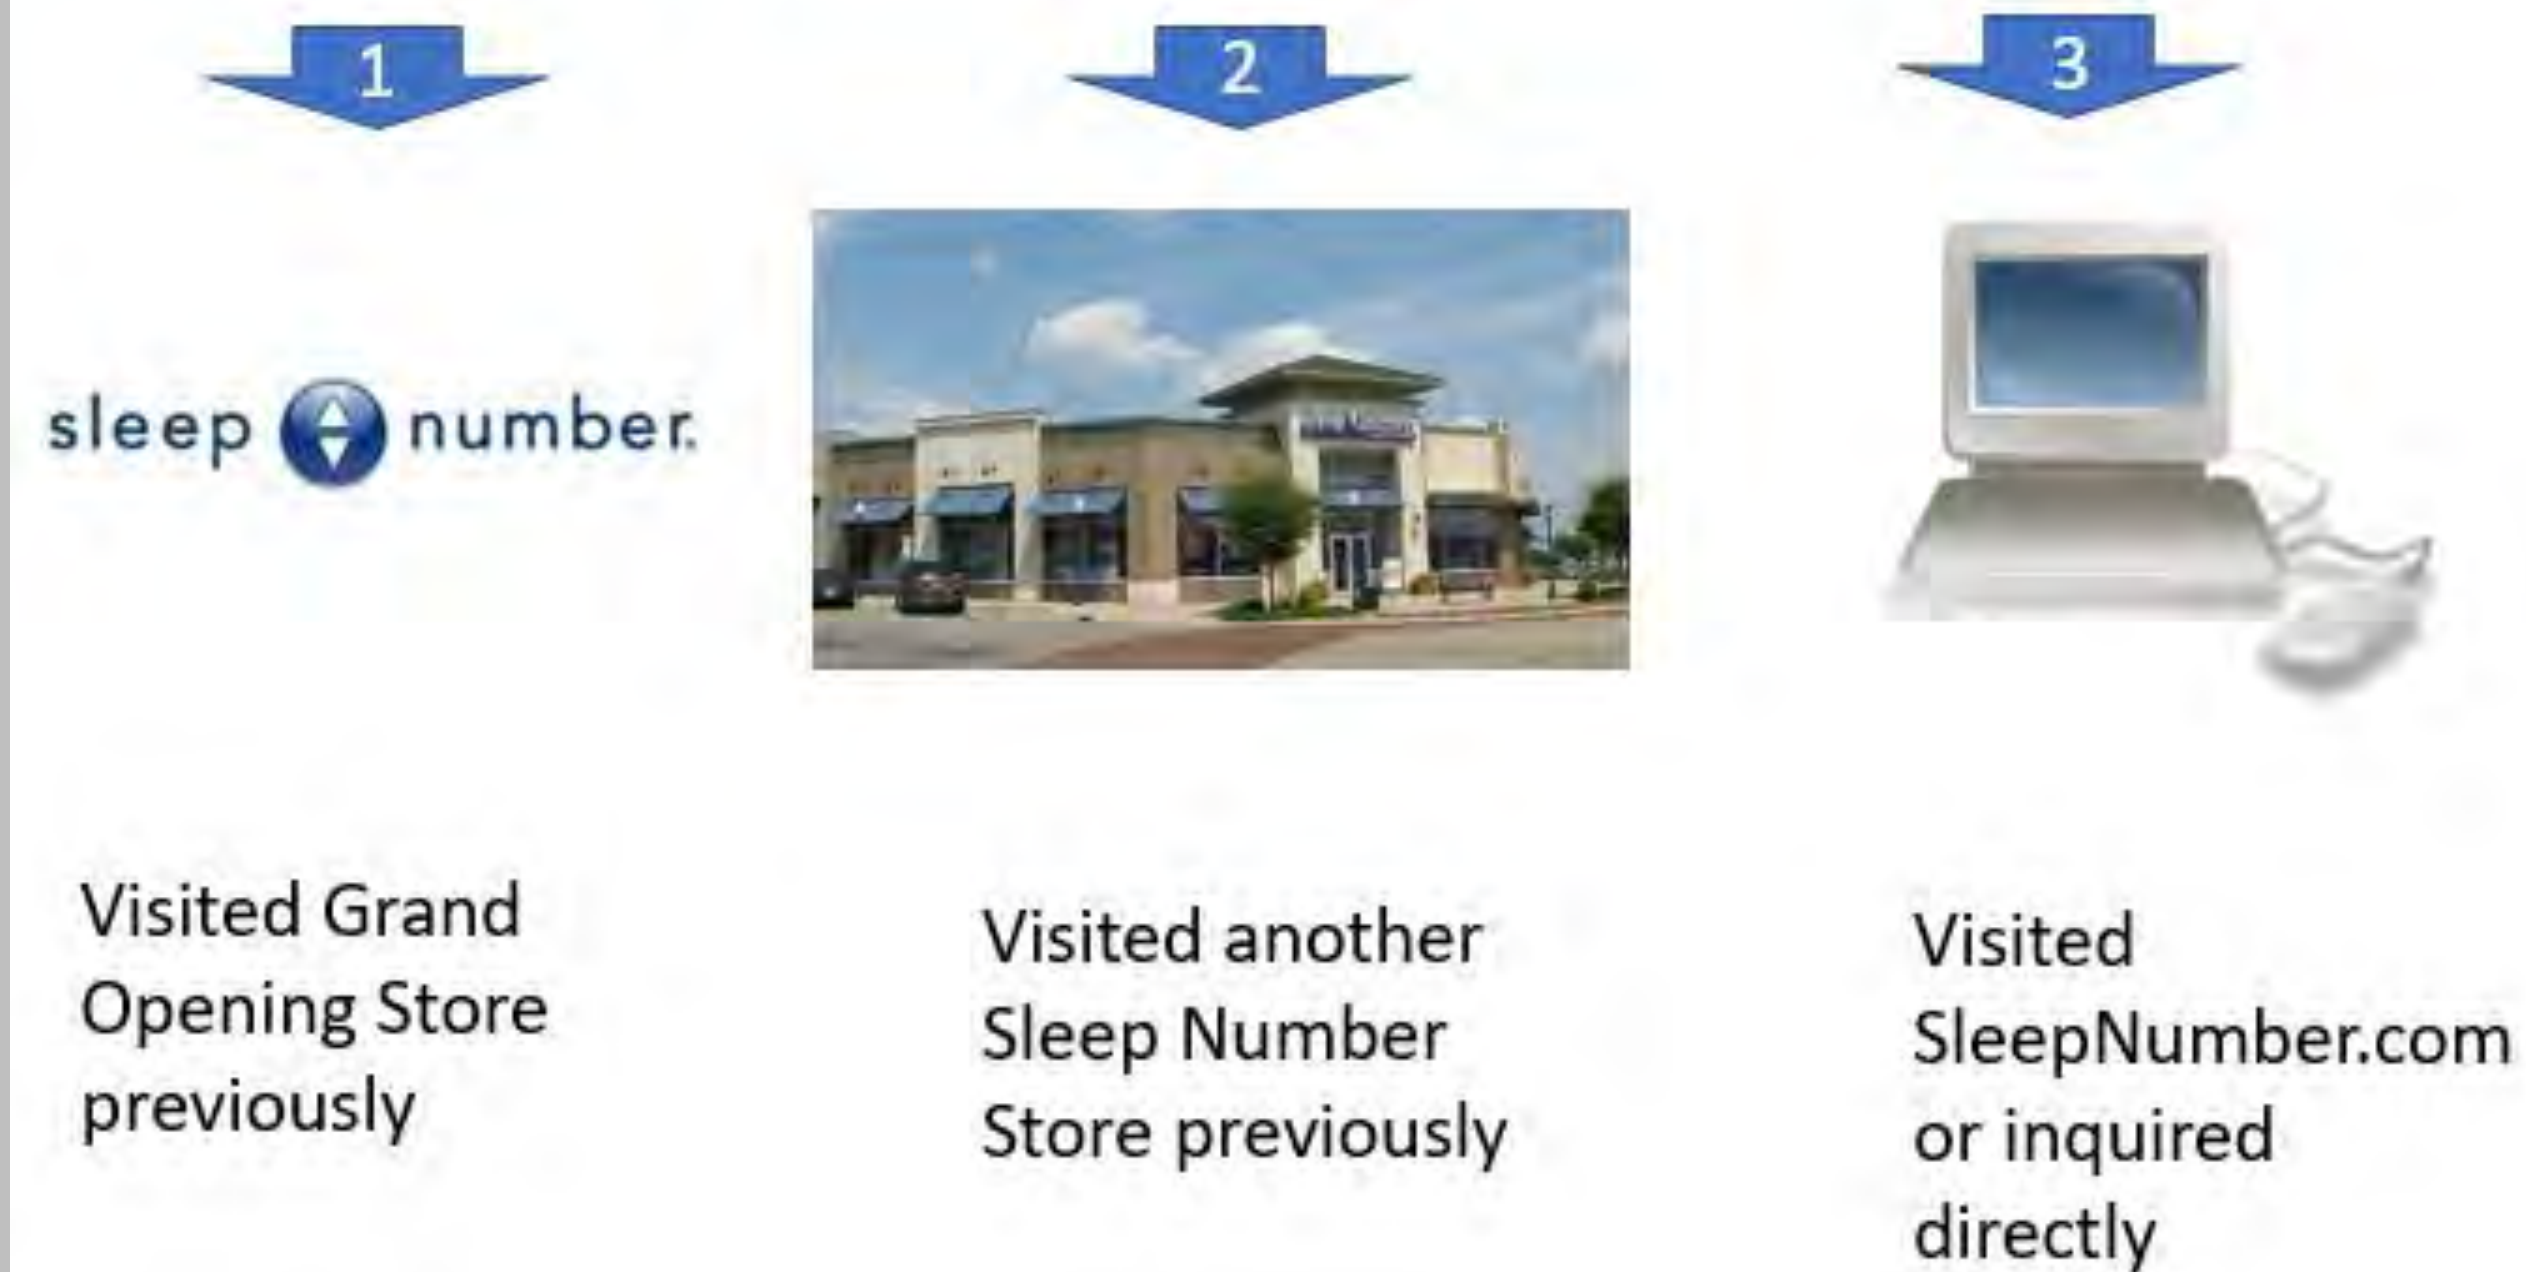 1
2
3
sleep number.
Visited Grand
Opening Store
previously
Visited another
Sleep Number
Store previously
Visited
SleepNumber.com
or inquired
directly